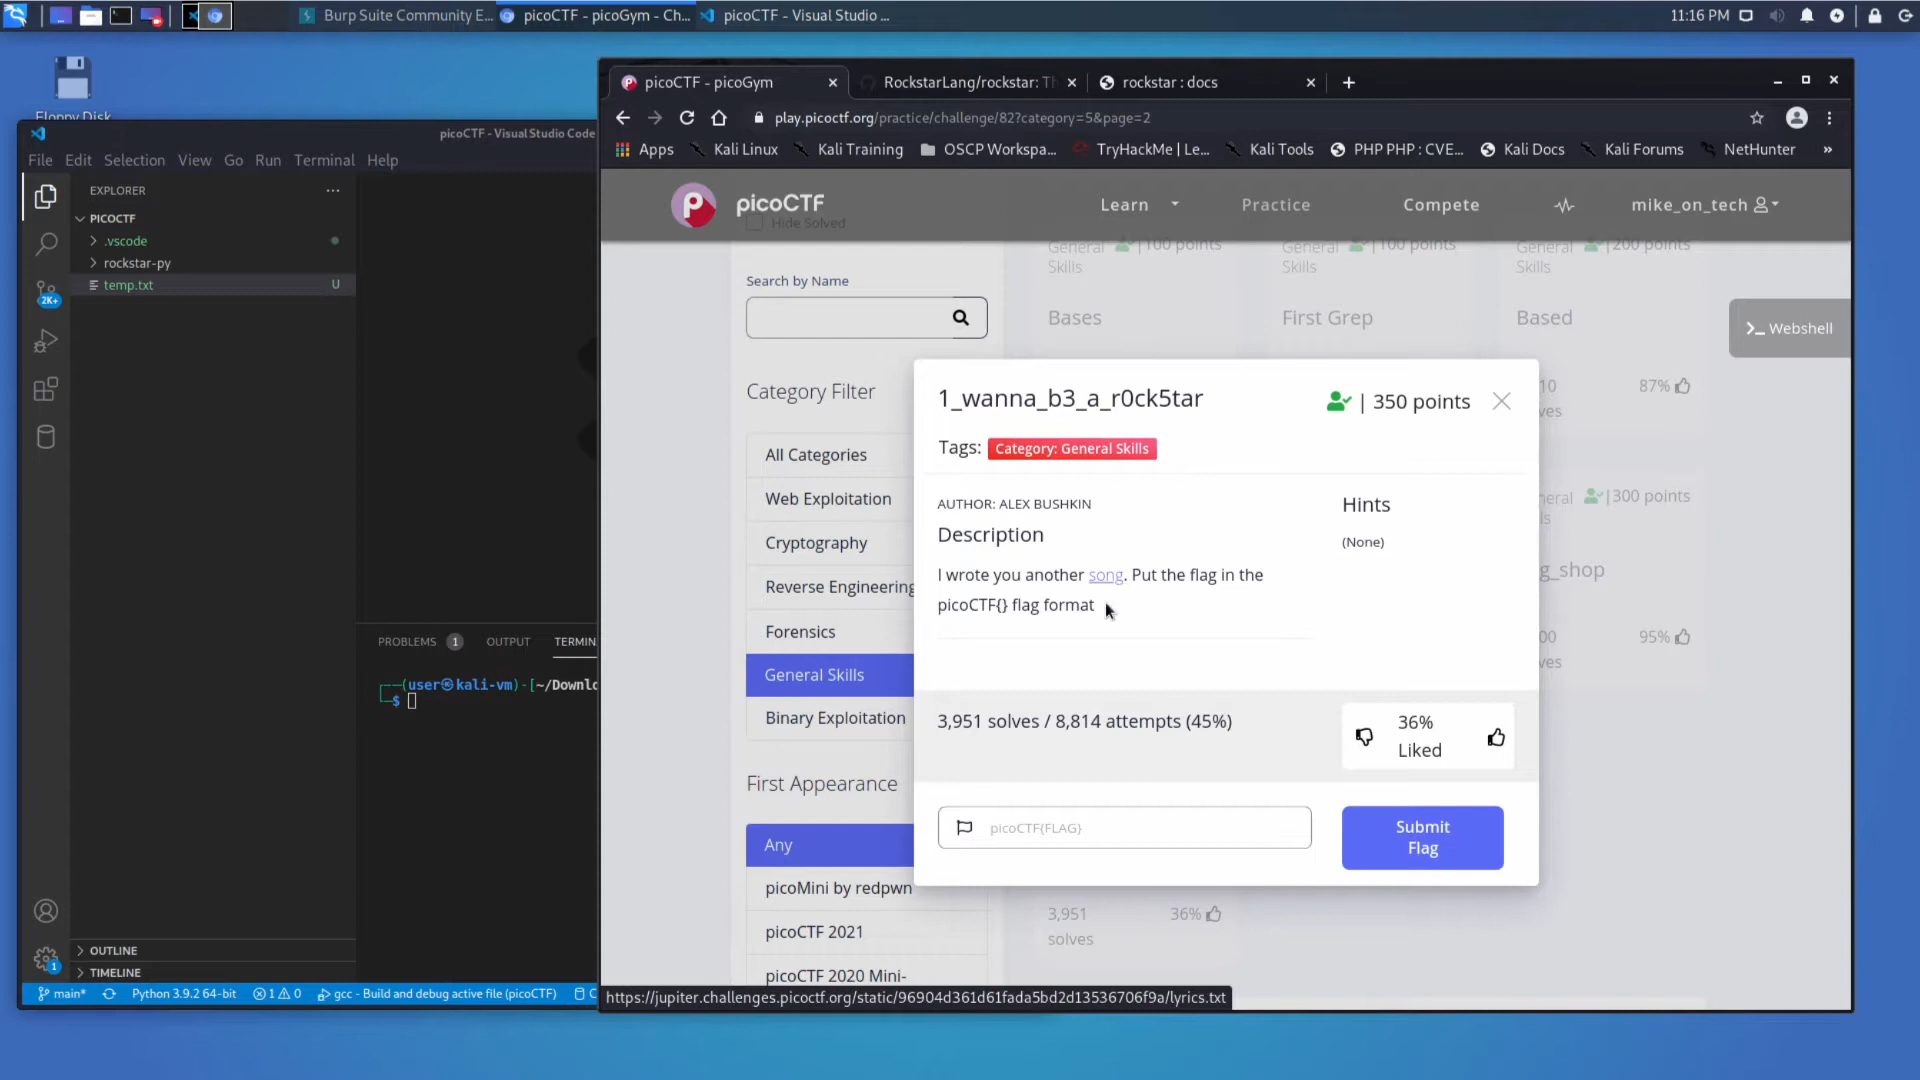 Burp Suite Community E...
picoCTF - picoGym - Ch...
picoCTF - Visual Studio ...
11:16 PM
Floppy Disk
picoCTF - Visual Studio Code
File Edit Selection View Go Run Terminal Help
EXPLORER ...
PICOCTF
.vscode
rockstar-py
temp.txt U
2K+
PROBLEMS 1 OUTPUT TERMIN
(user㉿kali-vm)-[~/Downlo
$
OUTLINE
TIMELINE
1
main* Python 3.9.2 64-bit 1 0 gcc - Build and debug active file (picoCTF)
picoCTF - picoGym
RockstarLang/rockstar: Th
rockstar : docs
play.picoctf.org/practice/challenge/82?category=5&page=2
Apps Kali Linux Kali Training OSCP Workspa... TryHackMe | Le... Kali Tools PHP PHP : CVE... Kali Docs Kali Forums NetHunter »
picoCTF
Learn Practice Compete mike_on_tech
Hide Solved
Search by Name
Category Filter
All Categories
Web Exploitation
Cryptography
Reverse Engineering
Forensics
General Skills
Binary Exploitation
First Appearance
Any
picoMini by redpwn
picoCTF 2021
picoCTF 2020 Mini-
General Skills | 100 points
General Skills | 100 points
General Skills | 200 points
Bases First Grep Based
>_ Webshell
10
ves
87%
eral | 300 points
ls
g_shop
00
ves
95%
1_wanna_b3_a_r0ck5tar
| 350 points
Tags: Category: General Skills
AUTHOR: ALEX BUSHKIN
Description
I wrote you another song. Put the flag in the
picoCTF{} flag format
Hints
(None)
3,951 solves / 8,814 attempts (45%)
36%
Liked
picoCTF{FLAG}
Submit
Flag
3,951
solves
36%
https://jupiter.challenges.picoctf.org/static/96904d361d61fada5bd2d13536706f9a/lyrics.txt